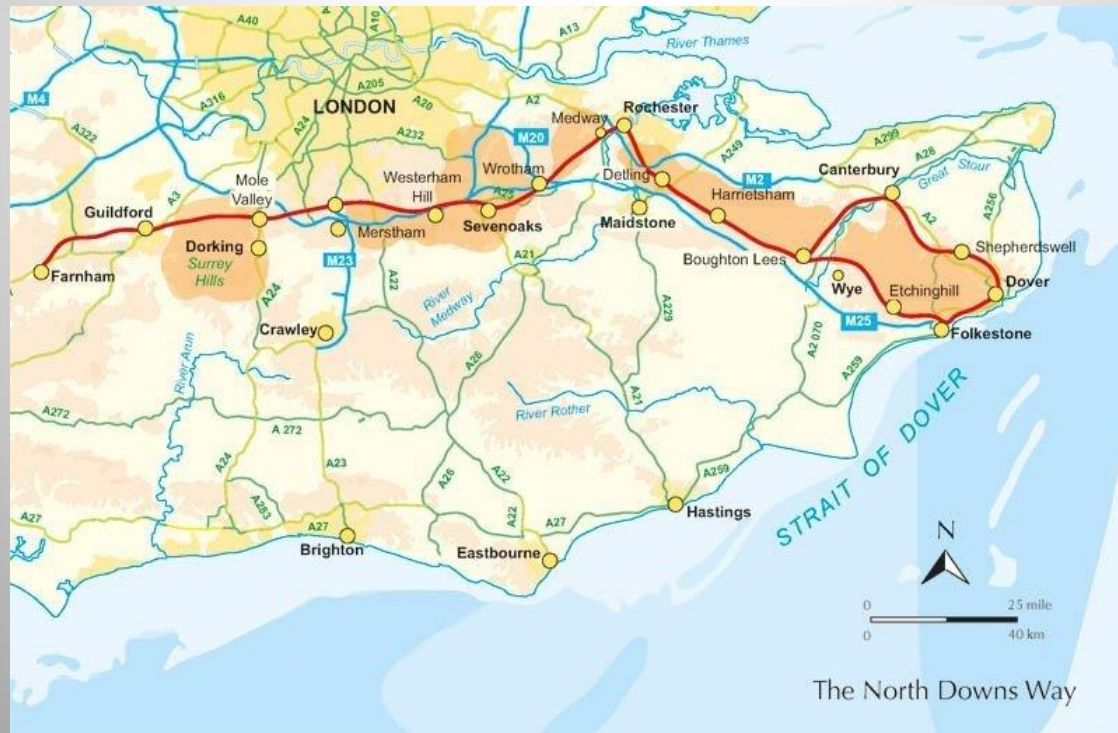 A40
A10
A13
River Thames
M4
A316
A205
A20
A2
A24
LONDON
A322
A232
M20
Medway
Rochester
A249
A299
A28
Great Stour
Canterbury
A3
Mole
Valley
Westerham
Hill
Wrotham
A25
Detling
M2
Harrietsham
A256
A2
Guildford
Merstham
Sevenoaks
Maidstone
Shepherdswell
Farnham
Dorking
Surrey
Hills
M23
A21
Boughton Lees
Wye
Etchinghill
Dover
A24
A22
River
Medway
A229
M25
Folkestone
Crawley
A2 070
A259
River Arun
A26
A272
A 272
River Rother
A21
STRAIT OF DOVER
A24
A23
A26
A22
A259
A283
A27
A27
A22
A27
Hastings
Brighton
Eastbourne
N
0
25 mile
0
40 km
The North Downs Way